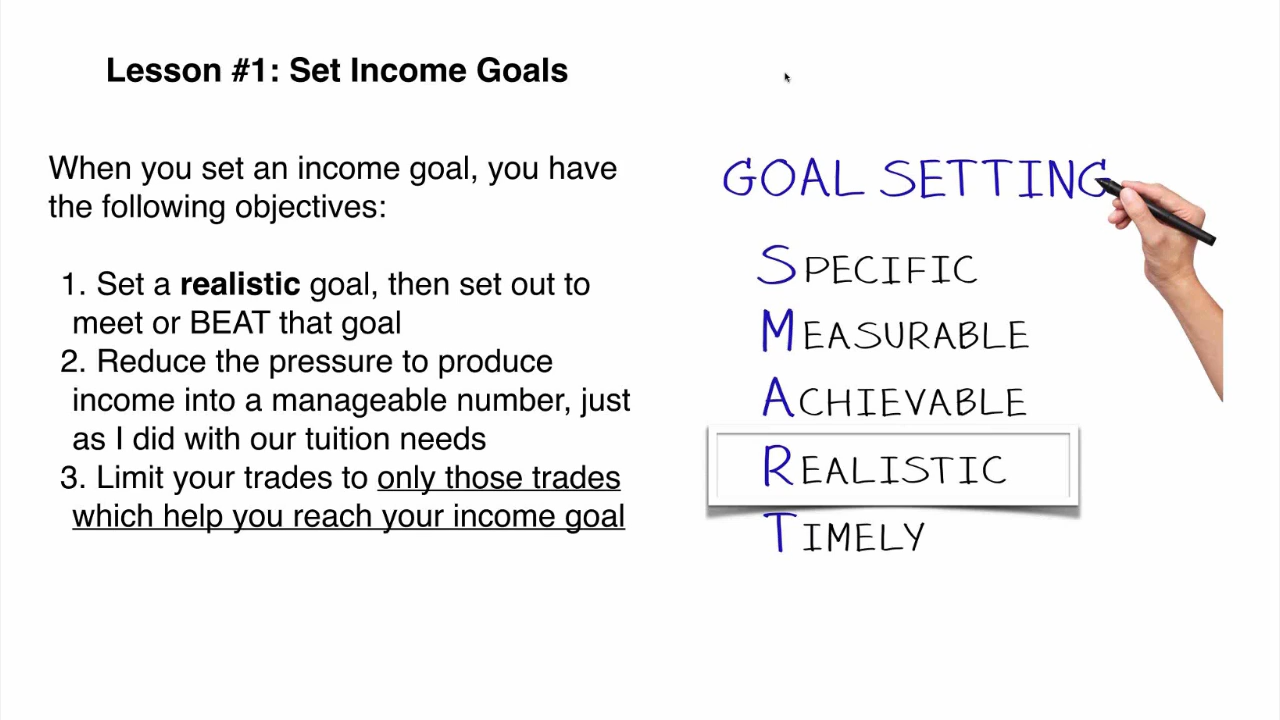 Lesson #1: Set Income Goals
When you set an income goal, you have
the following objectives:
1. Set a realistic goal, then set out to
meet or BEAT that goal
2. Reduce the pressure to produce
income into a manageable number, just
as I did with our tuition needs
3. Limit your trades to only those trades
which help you reach your income goal
GOAL SETTING
SPECIFIC
MEASURABLE
ACHIEVABLE
REALISTIC
TIMELY